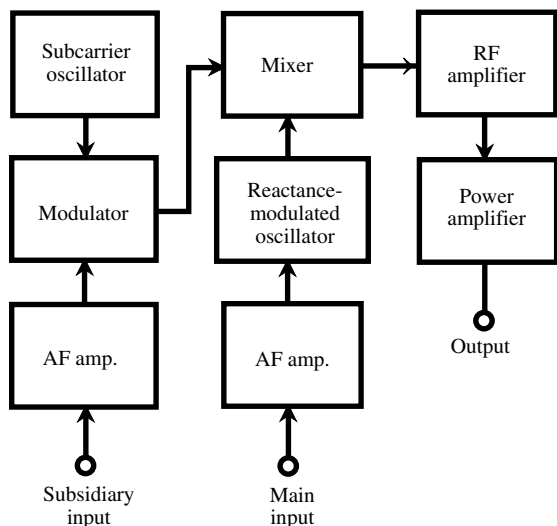 Subcarrier
oscillator
Mixer
RF
amplifier
Modulator
Reactance-
modulated
oscillator
Power
amplifier
AF amp.
AF amp.
Output
Subsidiary
input
Main
input